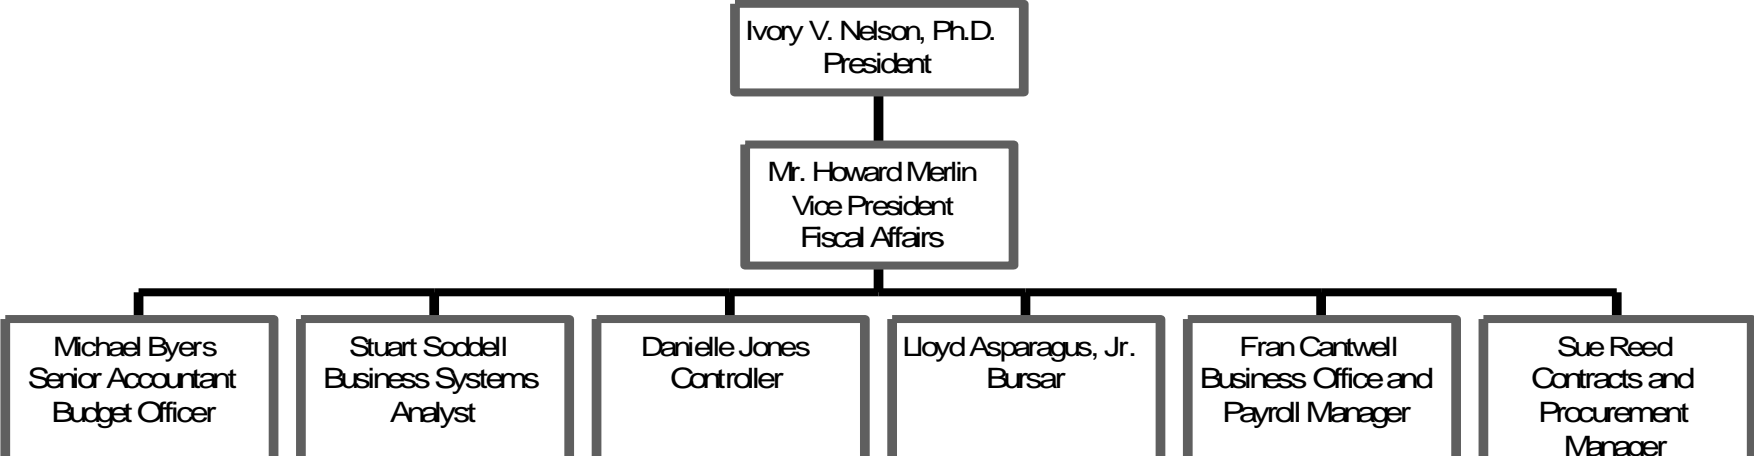 Ivory V. Nelson, Ph.D.
President
Mr. Howard Merlin
Vice President
Fiscal Affairs
Michael Byers
Senior Accountant
Budget Officer
Stuart Soddell
Business Systems
Analyst
Danielle Jones
Controller
Lloyd Asparagus, Jr.
Bursar
Fran Cantwell
Business Office and
Payroll Manager
Sue Reed
Contracts and
Procurement
Manager